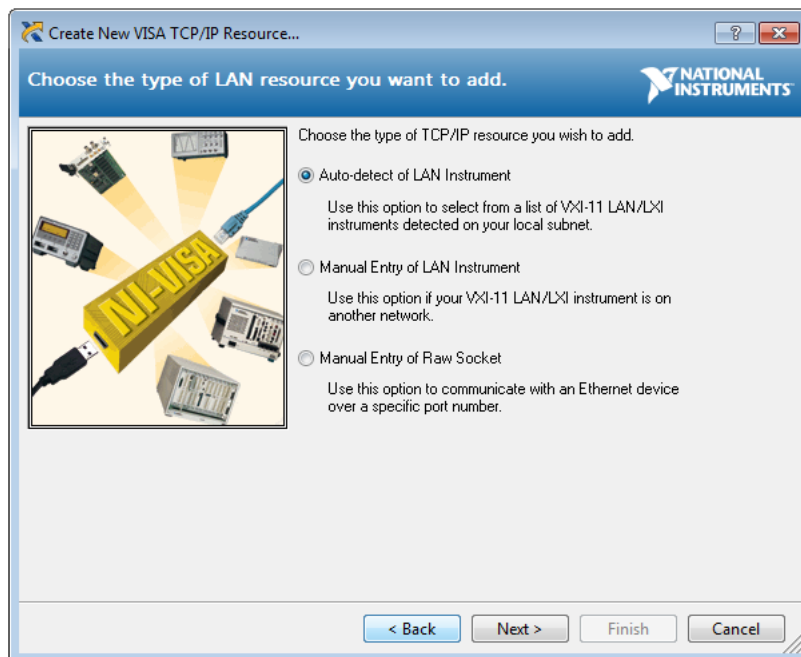 Create New VISA TCP/IP Resource...
?
Choose the type of LAN resource you want to add.
NATIONAL
INSTRUMENTS
Choose the type of TCP/IP resource you wish to add.
Auto-detect of LAN Instrument
Use this option to select from a list of VXI-11 LAN/LXI
instruments detected on your local subnet.
Manual Entry of LAN Instrument
Use this option if your VXI-11 LAN/LXI instrument is on
another network.
Manual Entry of Raw Socket
Use this option to communicate with an Ethernet device
over a specific port number.
NI-VISA
< Back
Next >
Finish
Cancel